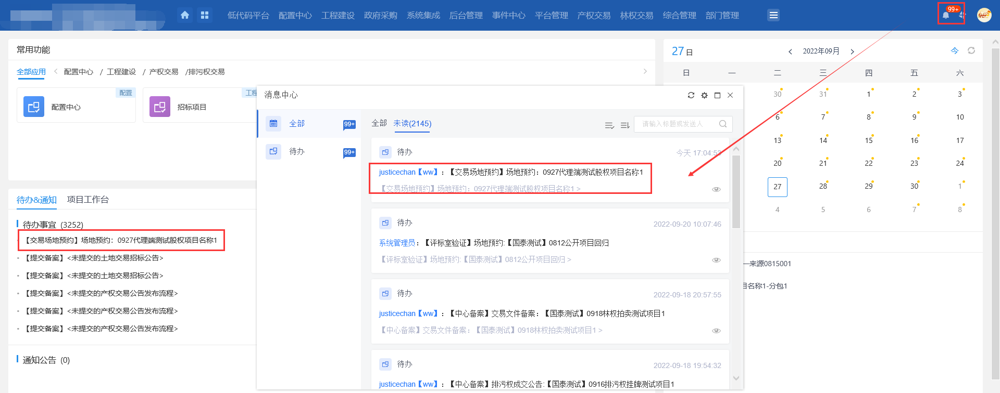 低代码平台 配置中心 工程建设 政府采购 系统集成 后台管理 事件中心 平台管理 产权交易 林权交易 综合管理 部门管理 99+
常用功能
全部应用 < 配置中心 / 工程建设 / 产权交易 /排污权交易 >
配置
配置中心
工程
招标项目
待办&通知 项目工作台
待办事宜 (3252)
【交易场地预约】场地预约：0927代理端测试股权项目名称1
【提交备案】<未提交的土地交易招标公告>
【提交备案】<未提交的土地交易招标公告>
【提交备案】<未提交的产权交易公告发布流程>
【提交备案】<未提交的产权交易公告发布流程>
【提交备案】<未提交的产权交易公告发布流程>
通知公告 (0)
消息中心
全部 99+
待办 99+
全部 未读(2145)
请输入标题或发送人
待办 今天 17:04:52
justicechan【ww】：【交易场地预约】场地预约：0927代理端测试股权项目名称1
【交易场地预约】场地预约：0927代理端测试股权项目名称1 >
待办 2022-09-20 10:07:46
系统管理员：【评标室验证】场地预约:【国泰测试】0812公开项目回归
【评标室验证】场地预约:【国泰测试】0812公开项目回归 >
待办 2022-09-18 20:57:55
justicechan【ww】：【中心备案】交易文件备案：【国泰测试】0918林权拍卖测试项目1
【中心备案】交易文件备案：【国泰测试】0918林权拍卖测试项目1 >
待办 2022-09-18 19:54:32
justicechan【ww】：【中心备案】排污权成交公告:【国泰测试】0916排污权挂牌测试项目1
27 日 < 2022年09月 > 今
日 一 二 三 四 五 六
30 31 1 2 3
6 7 8 9 10
13 14 15 16 17
20 21 22 23 24
27 28 29 30 1
4 5 6 7 8
一来源0815001
目名称1-分包1